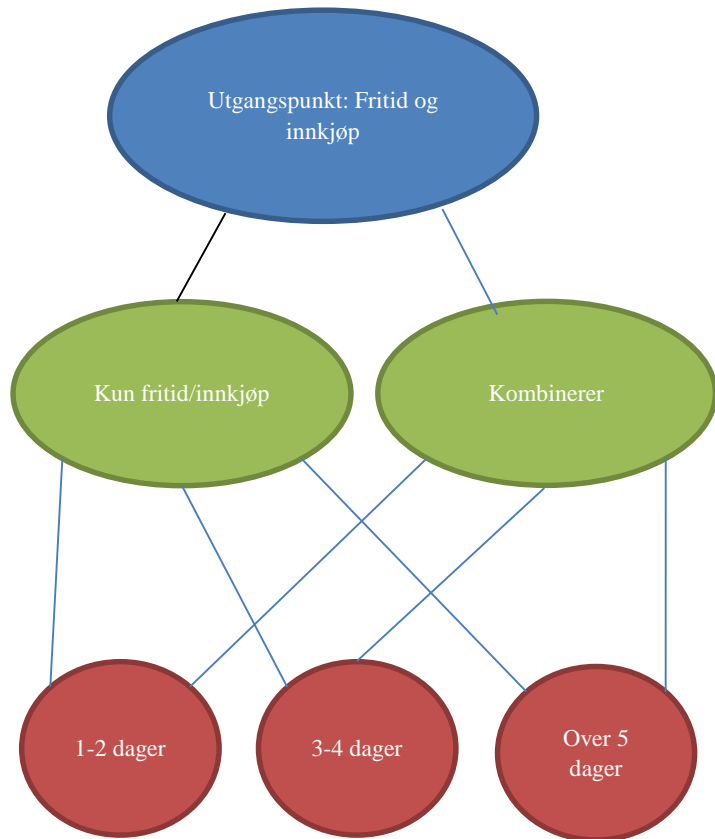 Utgangspunkt: Fritid og
innkjøp
Kun fritid/innkjøp
Kombinerer
1-2 dager
3-4 dager
Over 5
dager